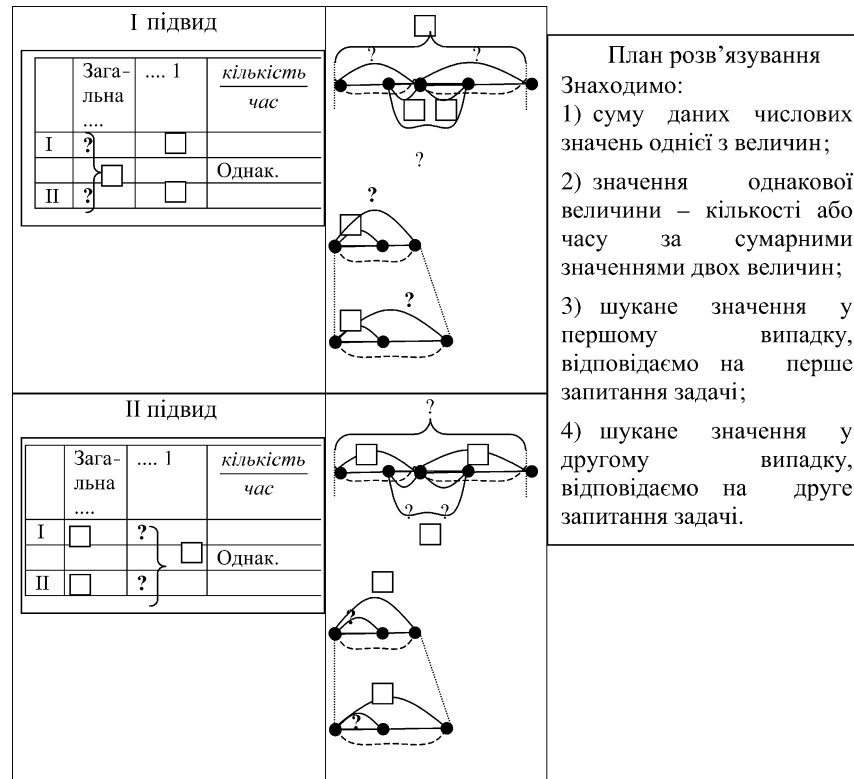 І підвид
Зага- .... 1 кількість
льна час
....
І ?
Однак.
ІІ ?
? ?
?
?
?
План розв’язування
Знаходимо:
1) суму даних числових
значень однієї з величин;
2) значення однакової
величини – кількості або
часу за сумарними
значеннями двох величин;
3) шукане значення у
першому випадку,
відповідаємо на перше
запитання задачі;
4) шукане значення у
другому випадку,
відповідаємо на друге
запитання задачі.
ІІ підвид
Зага- .... 1 кількість
льна час
....
І ?
Однак.
ІІ ?
?
? ?
?
?